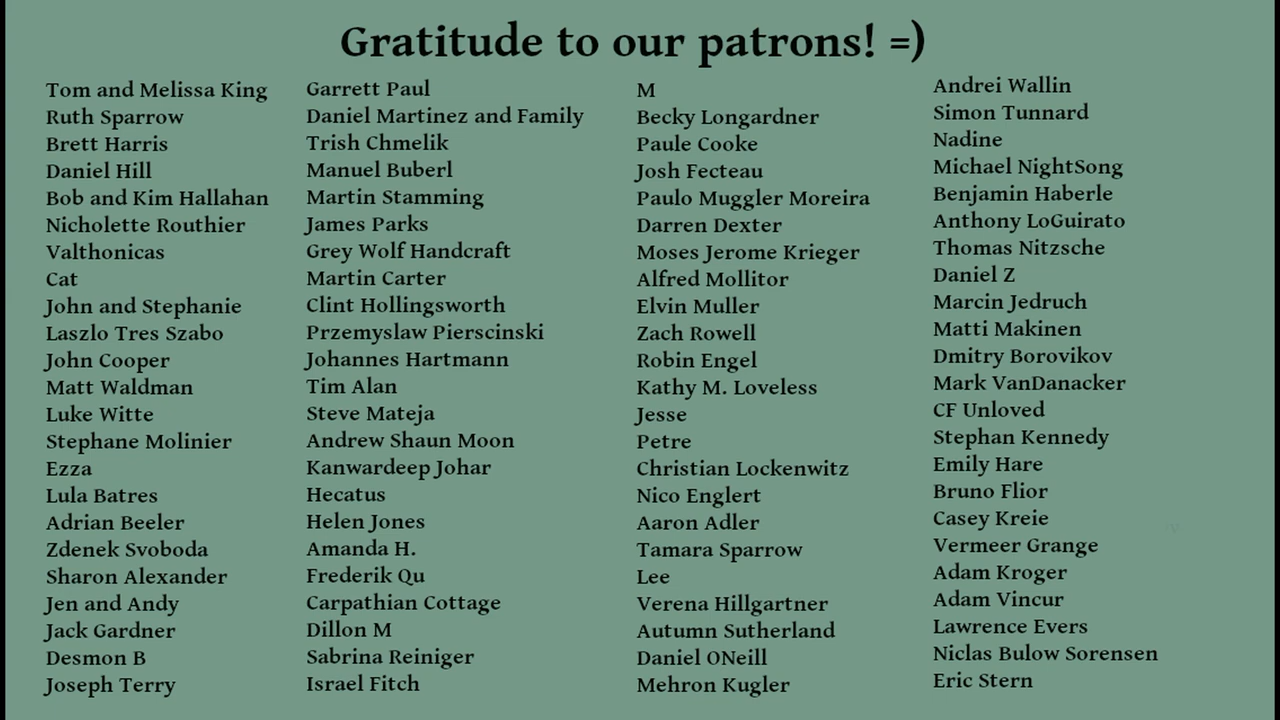 Gratitude to our patrons! =)
Tom and Melissa King
Ruth Sparrow
Brett Harris
Daniel Hill
Bob and Kim Hallahan
Nicholette Routhier
Valthonicas
Cat
John and Stephanie
Laszlo Tres Szabo
John Cooper
Matt Waldman
Luke Witte
Stephane Molinier
Ezza
Lula Batres
Adrian Beeler
Zdenek Svoboda
Sharon Alexander
Jen and Andy
Jack Gardner
Desmon B
Joseph Terry
Garrett Paul
Daniel Martinez and Family
Trish Chmelik
Manuel Buberl
Martin Stamming
James Parks
Grey Wolf Handcraft
Martin Carter
Clint Hollingsworth
Przemyslaw Pierscinski
Johannes Hartmann
Tim Alan
Steve Mateja
Andrew Shaun Moon
Kanwardeep Johar
Hecatus
Helen Jones
Amanda H.
Frederik Qu
Carpathian Cottage
Dillon M
Sabrina Reiniger
Israel Fitch
M
Becky Longardner
Paule Cooke
Josh Fecteau
Paulo Muggler Moreira
Darren Dexter
Moses Jerome Krieger
Alfred Mollitor
Elvin Muller
Zach Rowell
Robin Engel
Kathy M. Loveless
Jesse
Petre
Christian Lockenwitz
Nico Englert
Aaron Adler
Tamara Sparrow
Lee
Verena Hillgartner
Autumn Sutherland
Daniel ONeill
Mehron Kugler
Andrei Wallin
Simon Tunnard
Nadine
Michael NightSong
Benjamin Haberle
Anthony LoGuirato
Thomas Nitzsche
Daniel Z
Marcin Jedruch
Matti Makinen
Dmitry Borovikov
Mark VanDanacker
CF Unloved
Stephan Kennedy
Emily Hare
Bruno Flior
Casey Kreie
Vermeer Grange
Adam Kroger
Adam Vincur
Lawrence Evers
Niclas Bulow Sorensen
Eric Stern